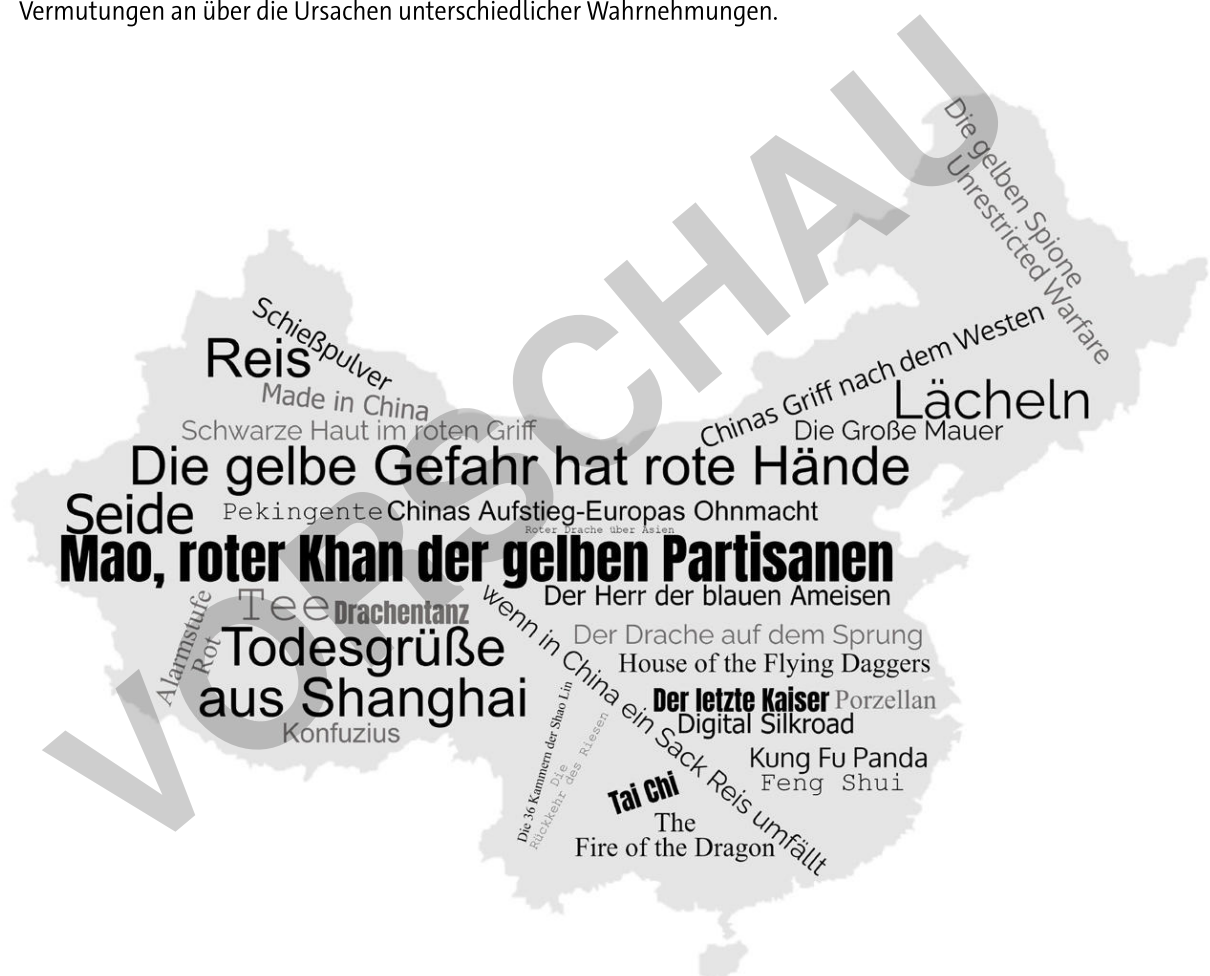 Vermutungen an über die Ursachen unterschiedlicher Wahrnehmungen.
Die gelben Spione
Unrestricted Warfare
Schießpulver
Reis
Made in China
Chinas Griff nach dem Westen
Lächeln
Schwarze Haut im roten Griff
Die Große Mauer
Die gelbe Gefahr hat rote Hände
Seide
Pekingente
Chinas Aufstieg-Europas Ohnmacht
Roter Drache über Asien
Mao, roter Khan der gelben Partisanen
Alarmstufe
Rot
Tee
Drachentanz
wenn in China ein Sack Reis umfällt
Der Herr der blauen Ameisen
Todesgrüße
aus Shanghai
Der Drache auf dem Sprung
House of the Flying Daggers
Konfuzius
Die 36 Kammern der Shao Lin
Die
Rückkehr des Riesen
Der letzte Kaiser
Porzellan
Digital Silkroad
Kung Fu Panda
Feng Shui
Tai Chi
The
Fire of the Dragon
VORSCHAU